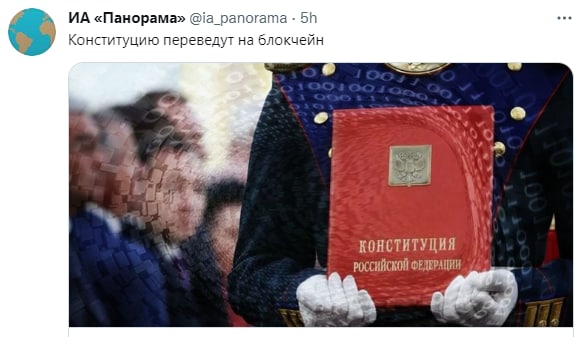 ИА «Панорама» @ia_panorama · 5h
Конституцию переведут на блокчейн
КОНСТИТУЦИЯ
РОССИЙСКОЙ ФЕДЕРАЦИИ